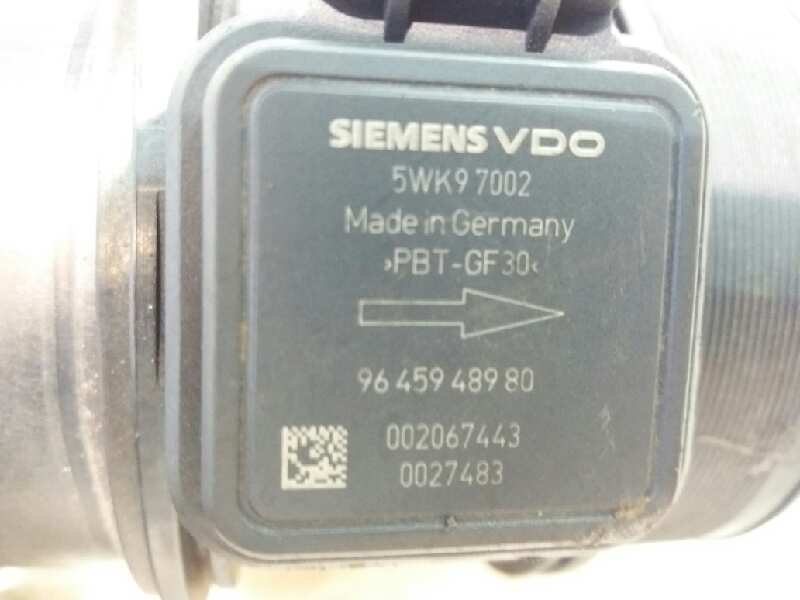 SIEMENS VDO
5WK9 7002
Made in Germany
›PBT-GF30‹
96 459 489 80
002067443
0027483